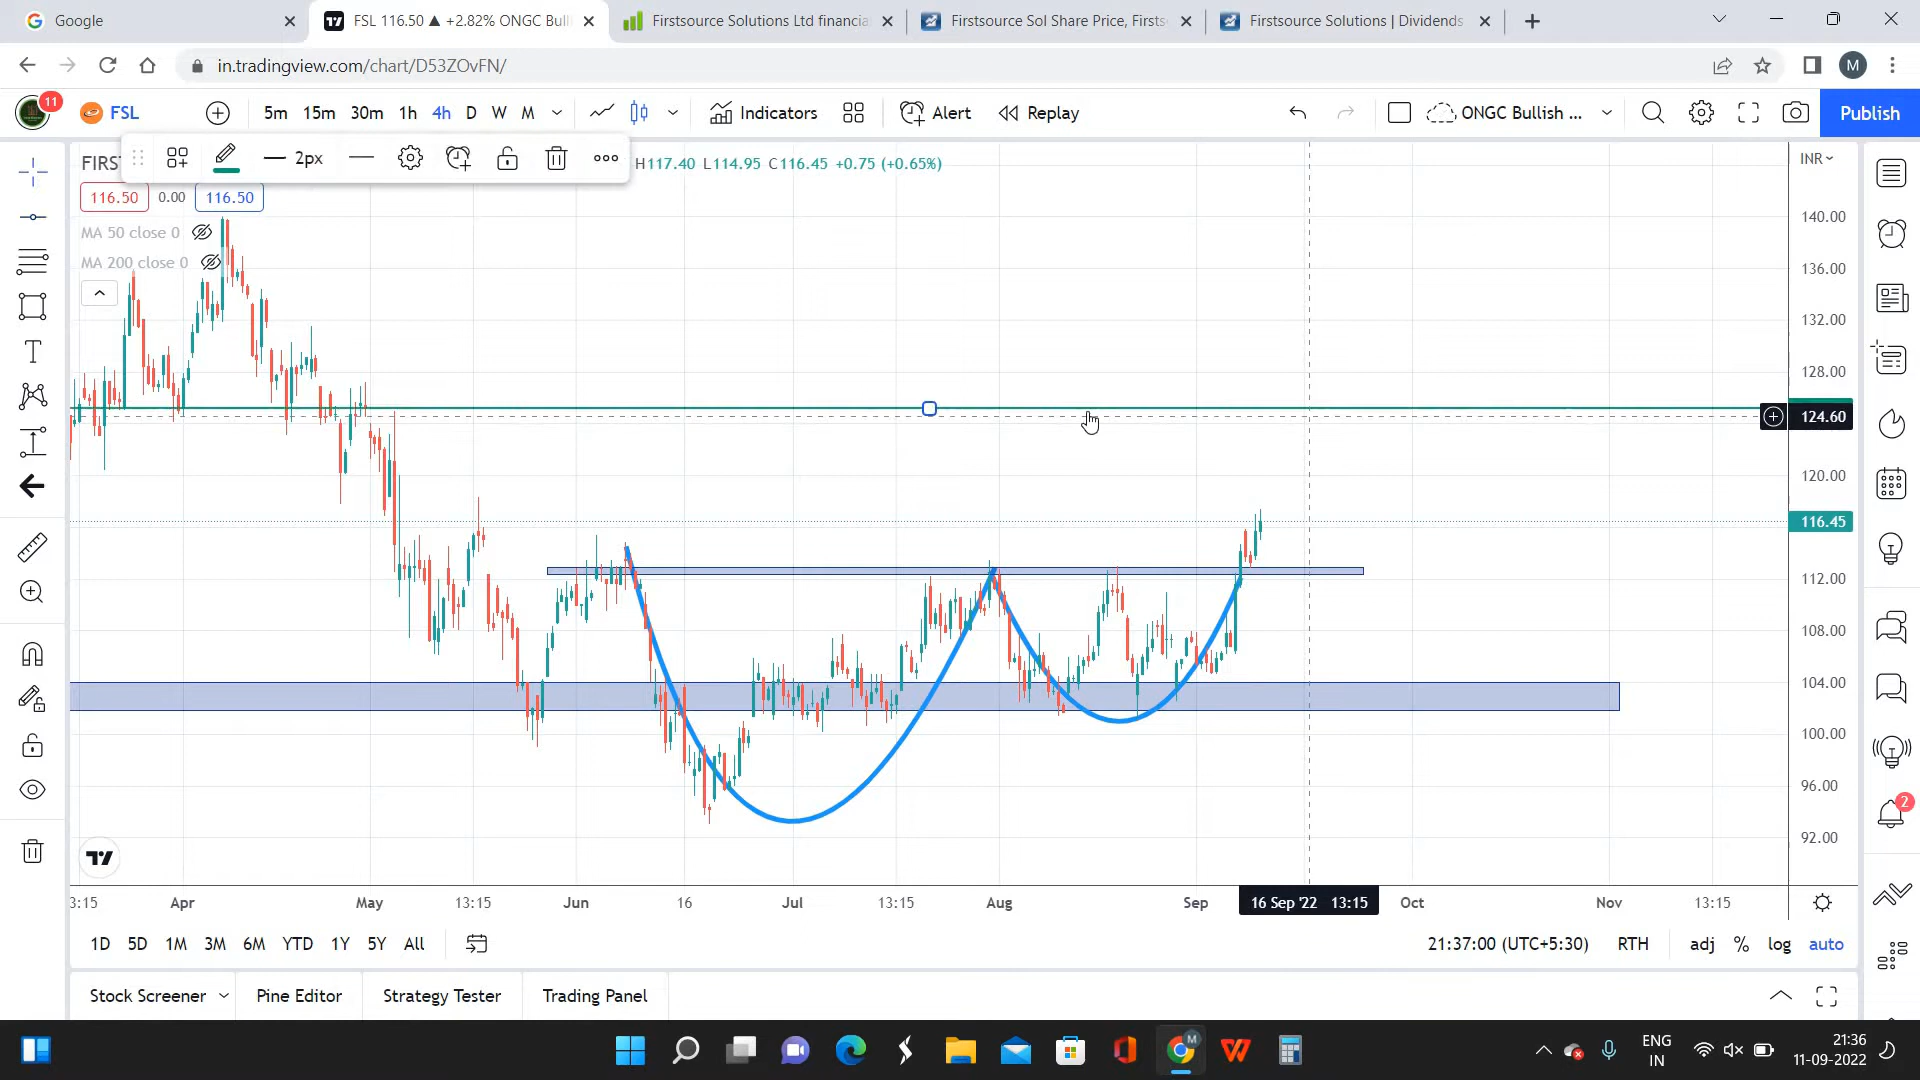 Google
FSL 116.50 ▲ +2.82% ONGC Bull
Firstsource Solutions Ltd financia
Firstsource Sol Share Price, Firsts
Firstsource Solutions | Dividends
in.tradingview.com/chart/D53ZOvFN/
M
11
FSL
5m 15m 30m 1h 4h D W M
Indicators
Alert
Replay
ONGC Bullish ...
Publish
FIRST
2px
H117.40 L114.95 C116.45 +0.75 (+0.65%)
INR
116.50 0.00 116.50
MA 50 close 0
MA 200 close 0
140.00
136.00
132.00
128.00
124.60
120.00
116.45
112.00
108.00
104.00
100.00
96.00
92.00
3:15 Apr May 13:15 Jun 16 Jul 13:15 Aug Sep 16 Sep '22 13:15 Oct Nov 13:15
1D 5D 1M 3M 6M YTD 1Y 5Y All
21:37:00 (UTC+5:30) RTH adj % log auto
2
Stock Screener Pine Editor Strategy Tester Trading Panel
M
ENG
IN
21:36
11-09-2022